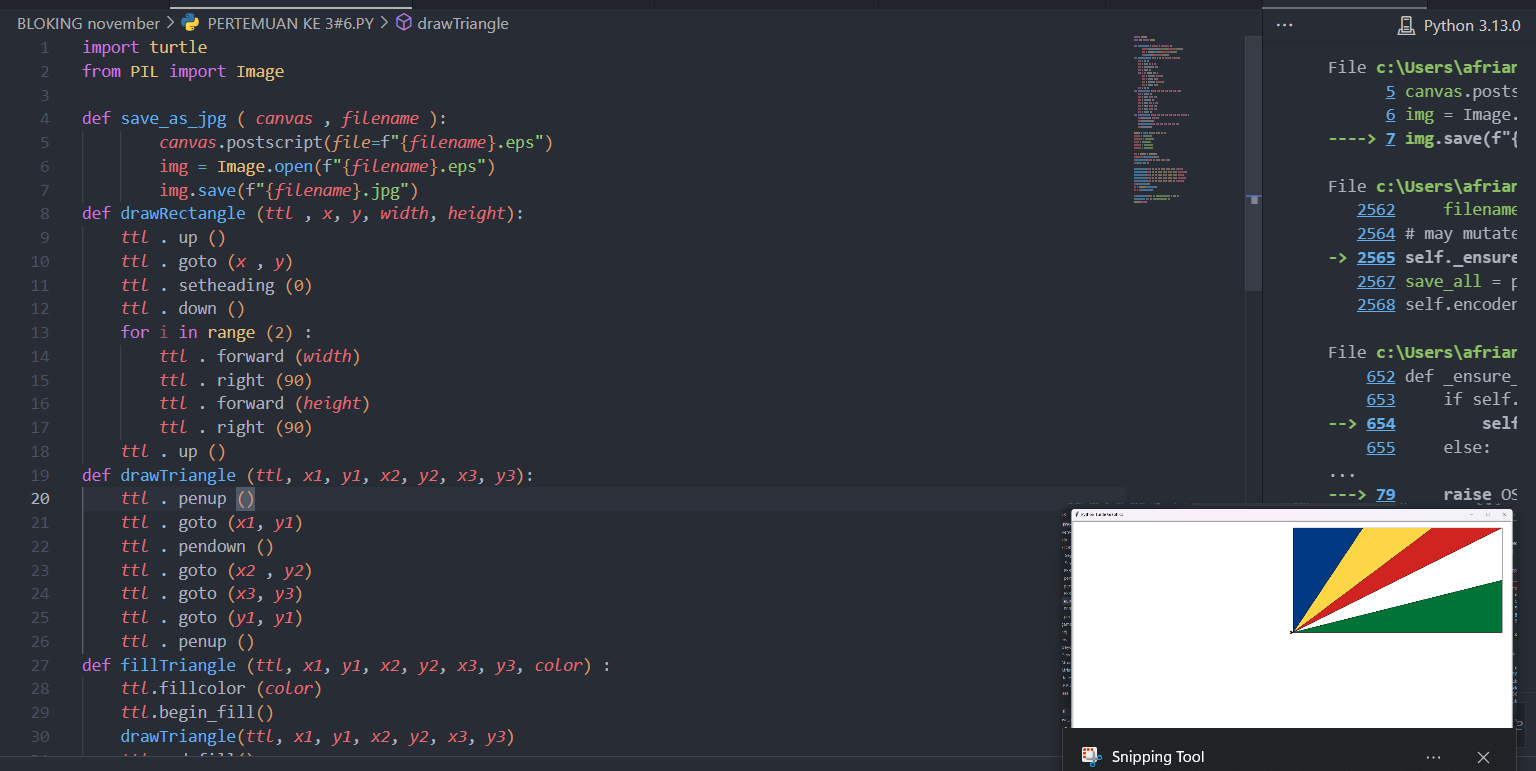 BLOKING november > PERTEMUAN KE 3#6.PY > drawTriangle
1 import turtle
2 from PIL import Image
3
4 def save_as_jpg ( canvas , filename ):
5 canvas.postscript(file=f"{filename}.eps")
6 img = Image.open(f"{filename}.eps")
7 img.save(f"{filename}.jpg")
8 def drawRectangle (ttl , x, y, width, height):
9 ttl . up ()
10 ttl . goto (x , y)
11 ttl . setheading (0)
12 ttl . down ()
13 for i in range (2) :
14 ttl . forward (width)
15 ttl . right (90)
16 ttl . forward (height)
17 ttl . right (90)
18 ttl . up ()
19 def drawTriangle (ttl, x1, y1, x2, y2, x3, y3):
20 ttl . penup ()
21 ttl . goto (x1, y1)
22 ttl . pendown ()
23 ttl . goto (x2 , y2)
24 ttl . goto (x3, y3)
25 ttl . goto (y1, y1)
26 ttl . penup ()
27 def fillTriangle (ttl, x1, y1, x2, y2, x3, y3, color) :
28 ttl.fillcolor (color)
29 ttl.begin_fill()
30 drawTriangle(ttl, x1, y1, x2, y2, x3, y3)
··· Python 3.13.0
File c:\Users\afrian
5 canvas.posts
6 img = Image.
----> 7 img.save(f"{
File c:\Users\afrian
2562 filename
2564 # may mutate
-> 2565 self._ensure
2567 save_all = p
2568 self.encoder
File c:\Users\afrian
652 def _ensure_
653 if self.
--> 654 self
655 else:
...
---> 79 raise OS
Python Turtle Graphics
Snipping Tool